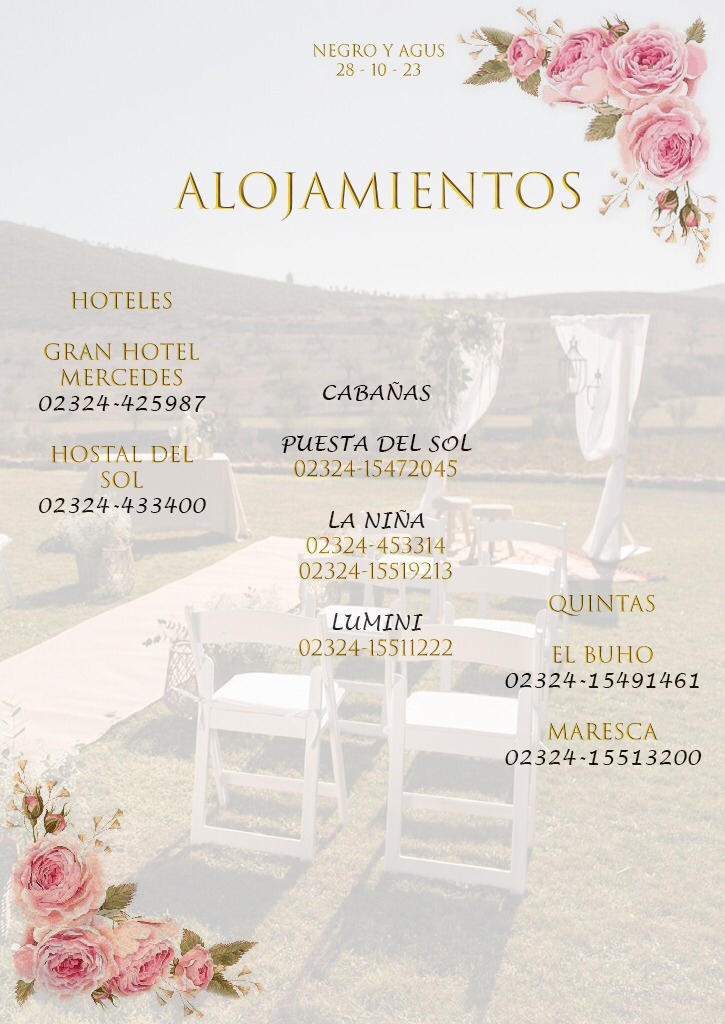 NEGRO Y AGUS
28 - 10 - 23
ALOJAMIENTOS
HOTELES
GRAN HOTEL
MERCEDES
02324-425987
HOSTAL DEL
SOL
02324-433400
CABAÑAS
PUESTA DEL SOL
02324-15472045
LA NIÑA
02324-453314
02324-15519213
LUMINI
02324-15511222
QUINTAS
EL BUHO
02324-15491461
MARESCA
02324-15513200